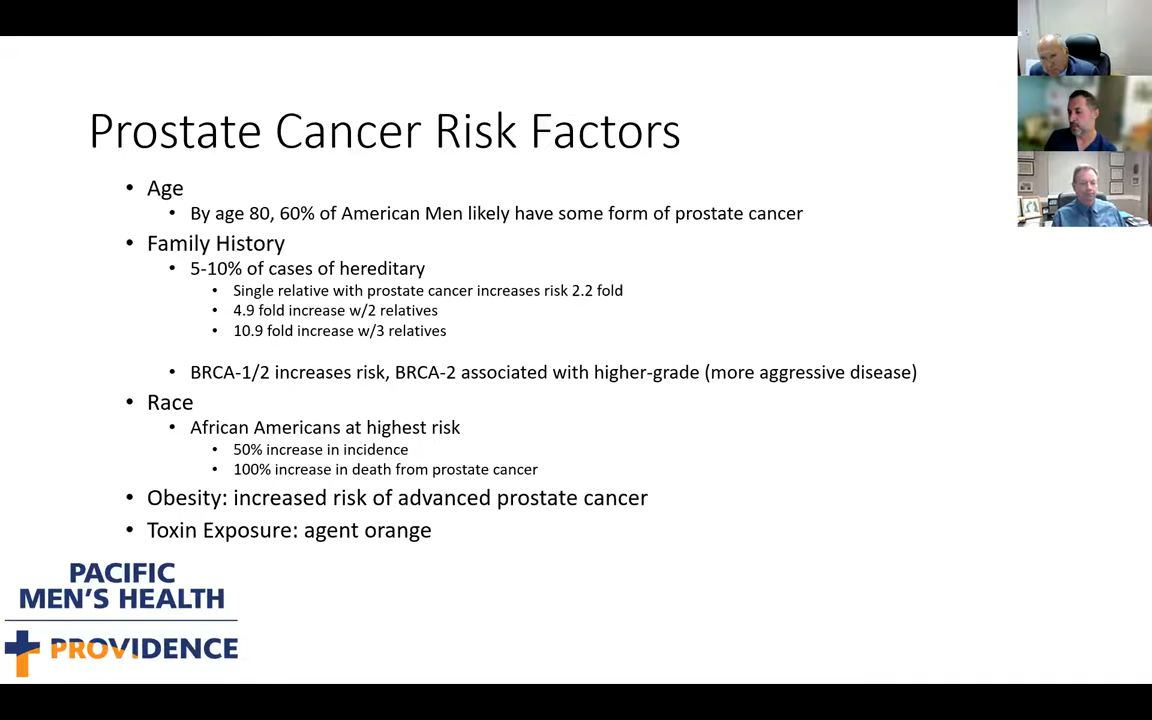 Prostate Cancer Risk Factors
• Age
• By age 80, 60% of American Men likely have some form of prostate cancer
• Family History
• 5-10% of cases of hereditary
• Single relative with prostate cancer increases risk 2.2 fold
• 4.9 fold increase w/2 relatives
• 10.9 fold increase w/3 relatives
• BRCA-1/2 increases risk, BRCA-2 associated with higher-grade (more aggressive disease)
• Race
• African Americans at highest risk
• 50% increase in incidence
• 100% increase in death from prostate cancer
• Obesity: increased risk of advanced prostate cancer
• Toxin Exposure: agent orange
PACIFIC
MEN'S HEALTH
PROVIDENCE